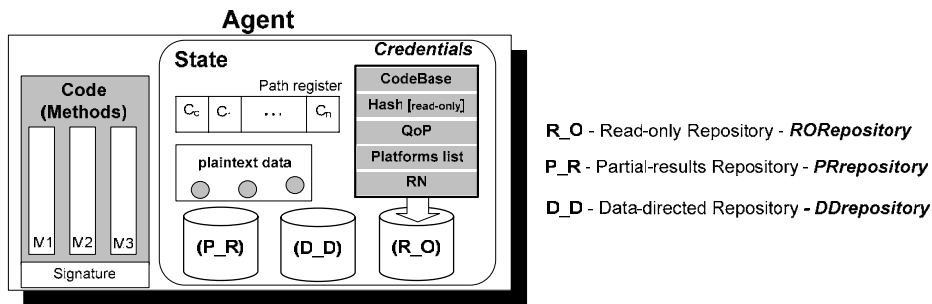 Agent
Code
(Methods)
M1 M2 M3
Signature
State
Path register
C. C. ... Cn
plaintext data
(P_R) (D_D) (R_O)
Credentials
CodeBase
Hash [read-only]
QoP
Platforms list
RN
R_O - Read-only Repository - RORepository
P_R - Partial-results Repository - PRrepository
D_D - Data-directed Repository - DDrepository